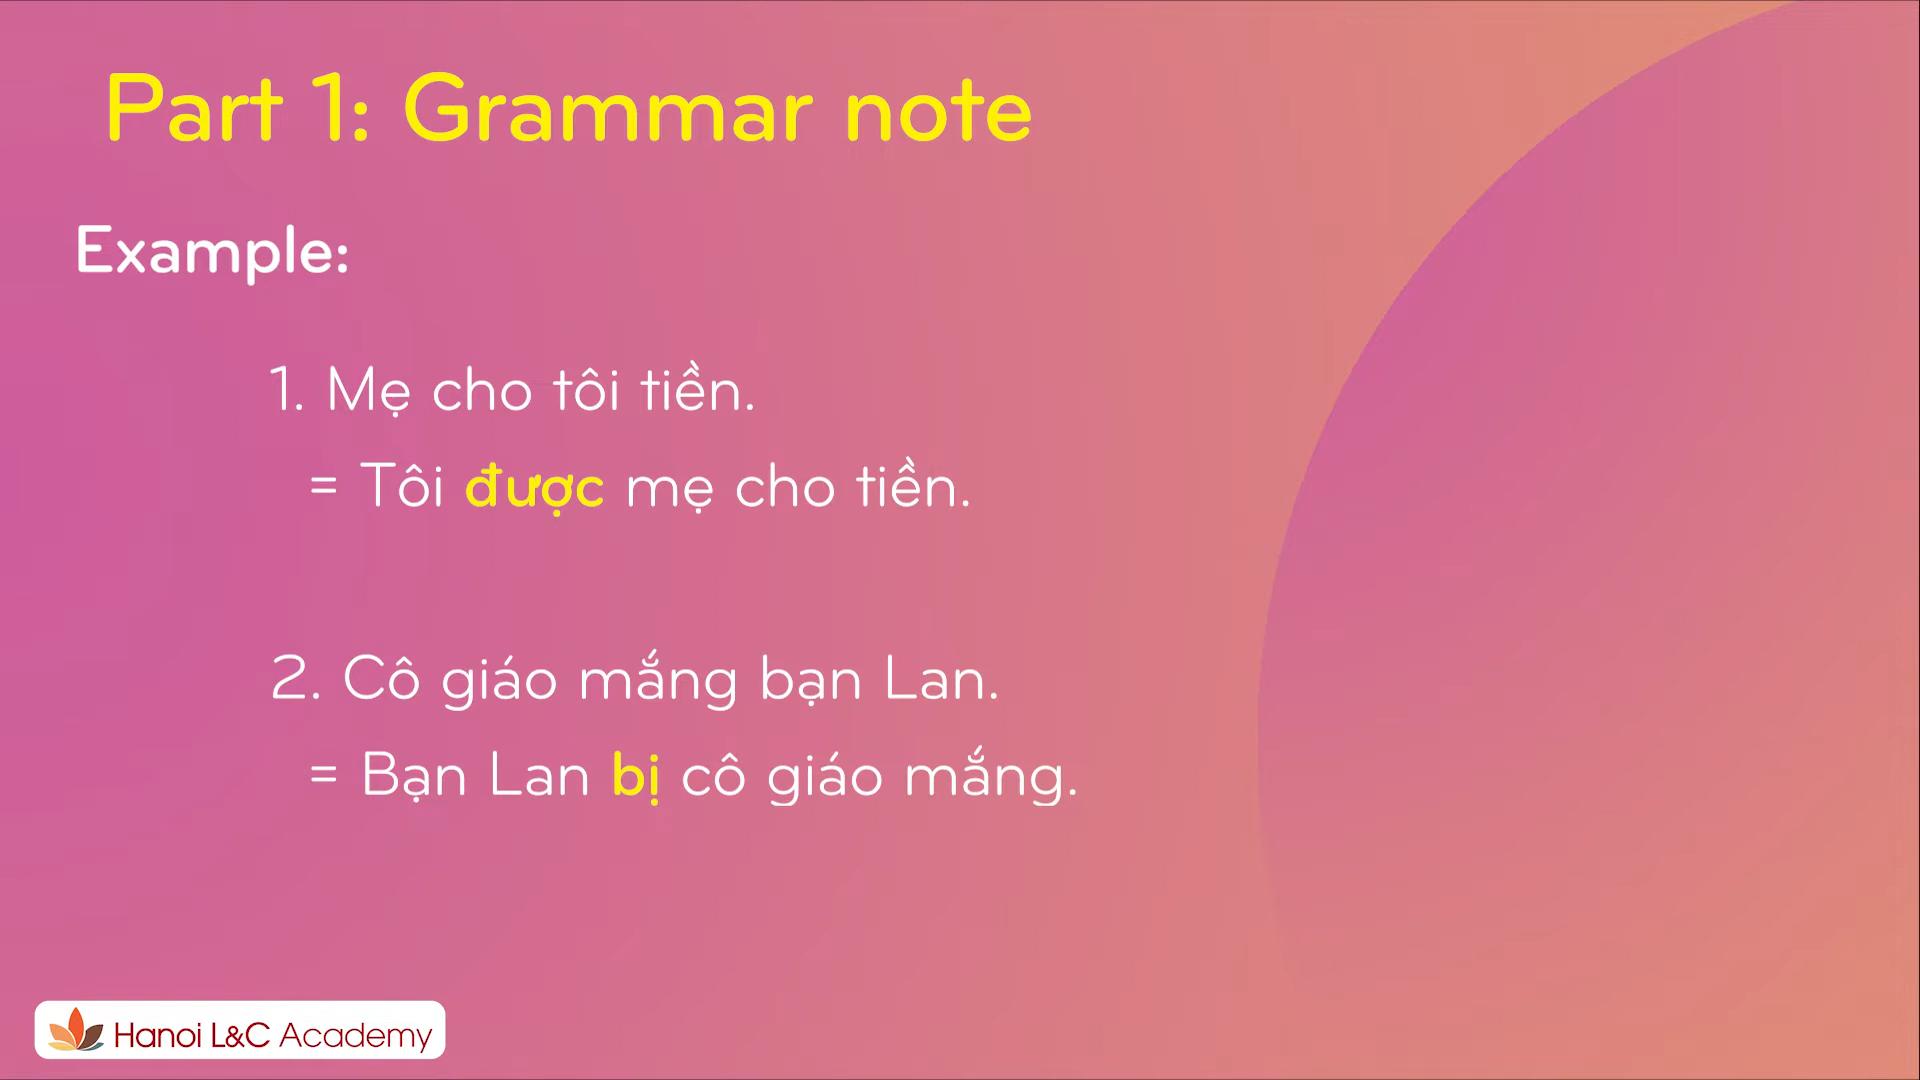 Part 1: Grammar note
Example:
1. Mẹ cho tôi tiền.
= Tôi được mẹ cho tiền.
2. Cô giáo mắng bạn Lan.
= Bạn Lan bị cô giáo mắng.
Hanoi L&C Academy